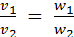 v₁/v₂ = w₁/w₂